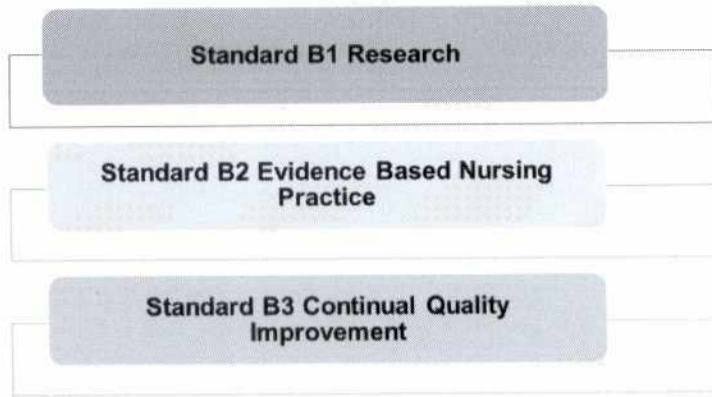 Standard B1 Research
Standard B2 Evidence Based Nursing
Practice
Standard B3 Continual Quality
Improvement